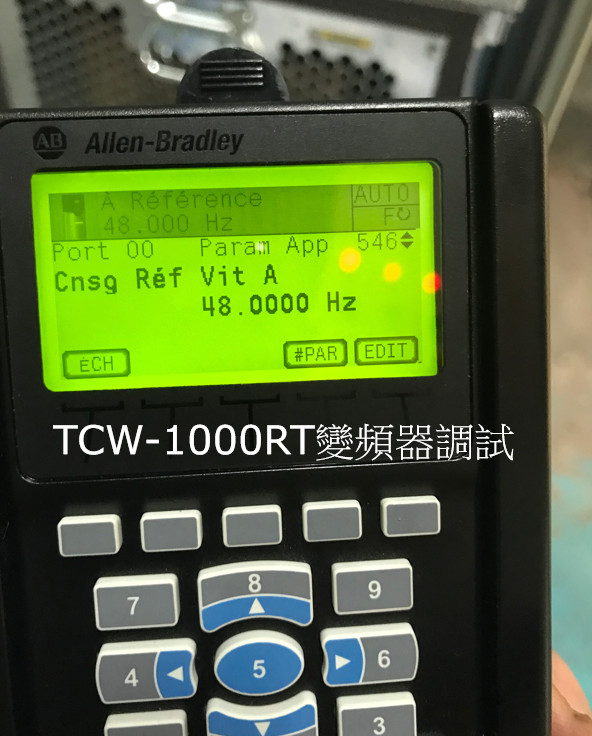 AB Allen-Bradley
À Référence AUTO
48.000 Hz F↻
Port 00 Param App 546
Cnsg Réf Vit A
48.0000 Hz
ECH #PAR EDIT
TCW-1000RT變頻器調試
7 8 9
4 5 6
3